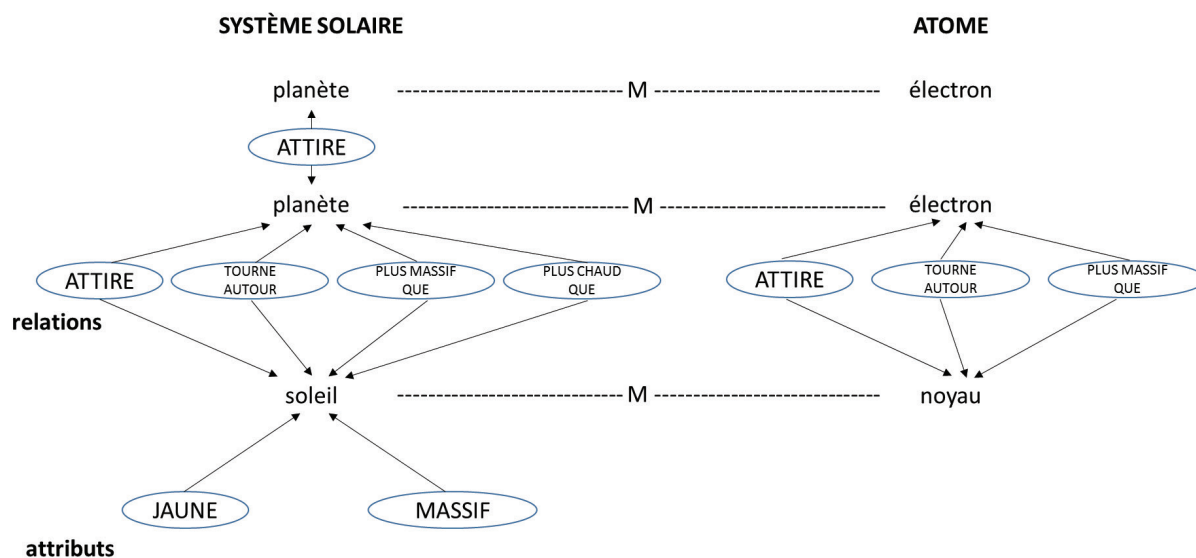 SYSTÈME SOLAIRE ATOME
planète ---------------------- M ---------------------- électron
ATTIRE
planète ---------------------- M ---------------------- électron
ATTIRE TOURNE AUTOUR PLUS MASSIF QUE PLUS CHAUD QUE ATTIRE TOURNE AUTOUR PLUS MASSIF QUE
relations
soleil ---------------------- M ---------------------- noyau
JAUNE MASSIF
attributs